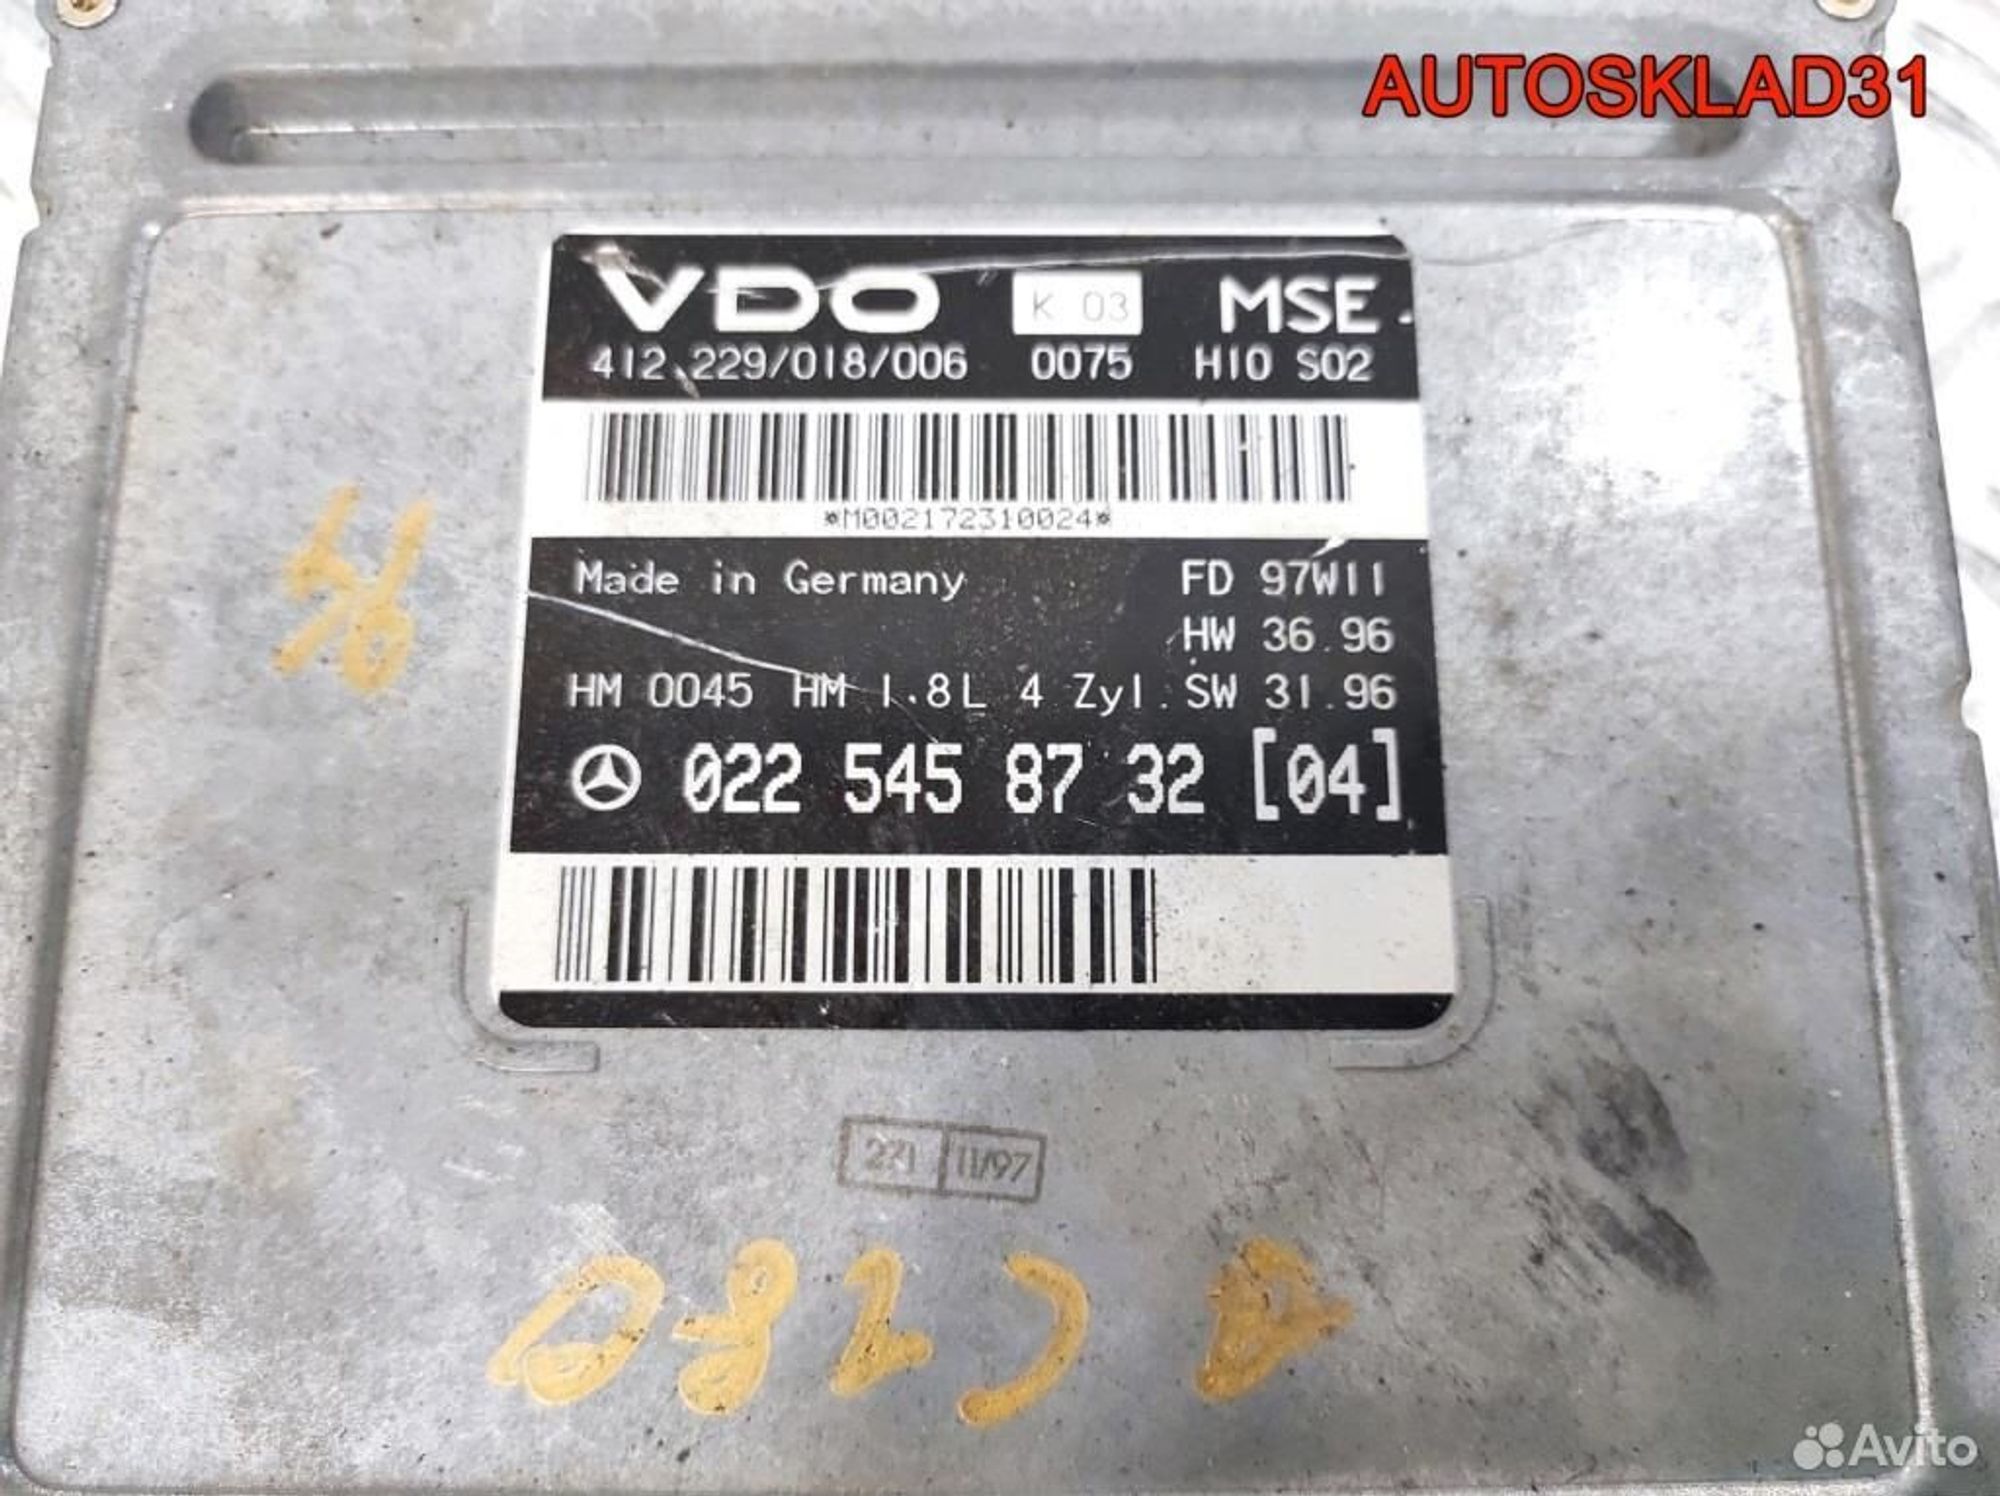 AUTOSKLAD31
VDO K 03 MSE
412.229/018/006 0075 H10 S02
*M002172310024*
Made in Germany FD 97W11
HW 36.96
HM 0045 HM 1.8L 4 Zyl. SW 31.96
022 545 87 32 [04]
271 11/97
Avito